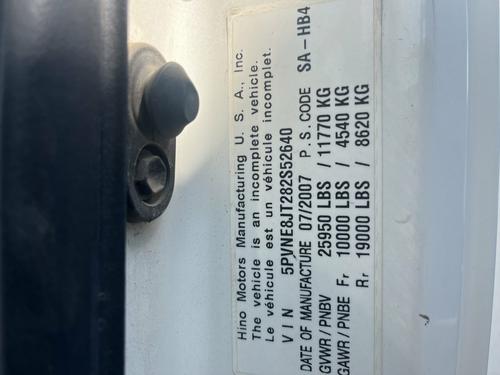 Hino Motors Manufacturing U. S. A., Inc.
The vehicle is an incomplete vehicle.
Le véhicule est un véhicule incomplet.
V I N 5PVNE8JT282S52640
DATE OF MANUFACTURE 07/2007 P. S. CODE SA-HB4
GVWR/PNBV 25950 LBS / 11770 KG
GAWR/PNBE Fr 10000 LBS / 4540 KG
Rr 19000 LBS / 8620 KG